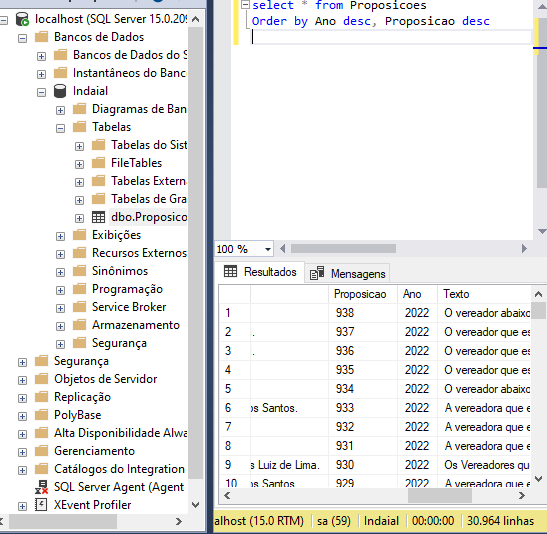 localhost (SQL Server 15.0.209
Bancos de Dados
Bancos de Dados do S
Instantâneos do Banc
Indaial
Diagramas de Ban
Tabelas
Tabelas do Sist
FileTables
Tabelas Externa
Tabelas de Gra
dbo.Proposico
Exibições
Recursos Externos
Sinônimos
Programação
Service Broker
Armazenamento
Segurança
Segurança
Objetos de Servidor
Replicação
PolyBase
Alta Disponibilidade Alwa
Gerenciamento
Catálogos do Integration
SQL Server Agent (Agent
XEvent Profiler
select * from Proposicoes
Order by Ano desc, Proposicao desc
100 %
Resultados Mensagens
Proposicao Ano Texto
1 938 2022 O vereador abaixo
2 . 937 2022 O vereador que es
3 . 936 2022 O vereador que es
4 935 2022 O vereador que es
5 934 2022 O vereador abaixo
6 os Santos. 933 2022 A vereadora que e
7 932 2022 A vereadora que e
8 931 2022 A vereadora que e
9 s Luiz de Lima. 930 2022 Os Vereadores qu
10 os Santos 929 2022 A vereadora que e
alhost (15.0 RTM) sa (59) Indaial 00:00:00 30.964 linhas